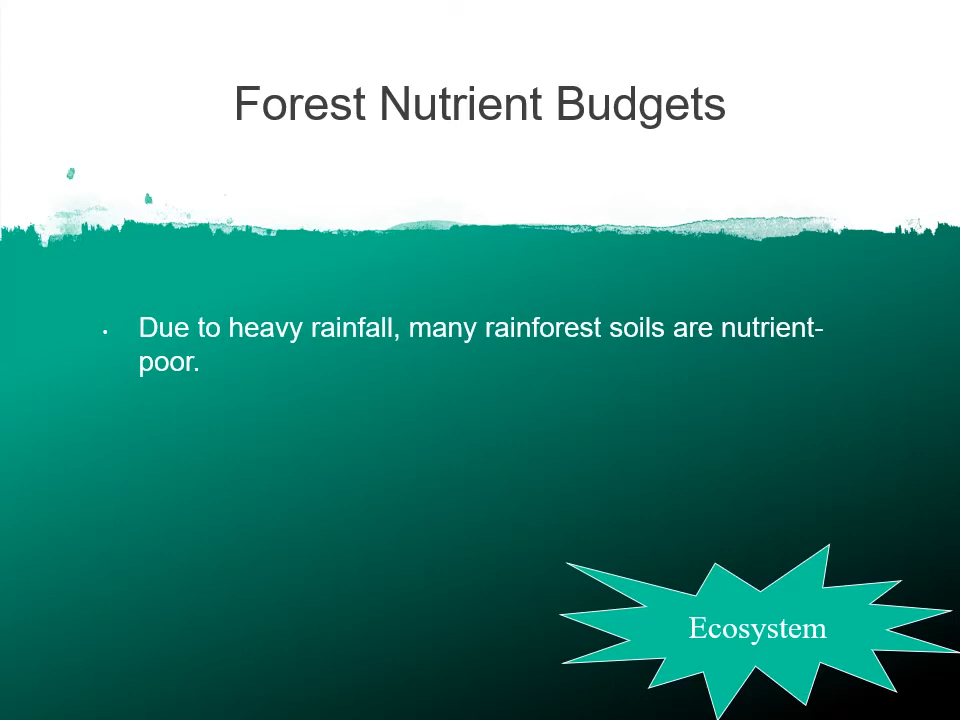 Forest Nutrient Budgets
• Due to heavy rainfall, many rainforest soils are nutrient-
poor.
Ecosystem